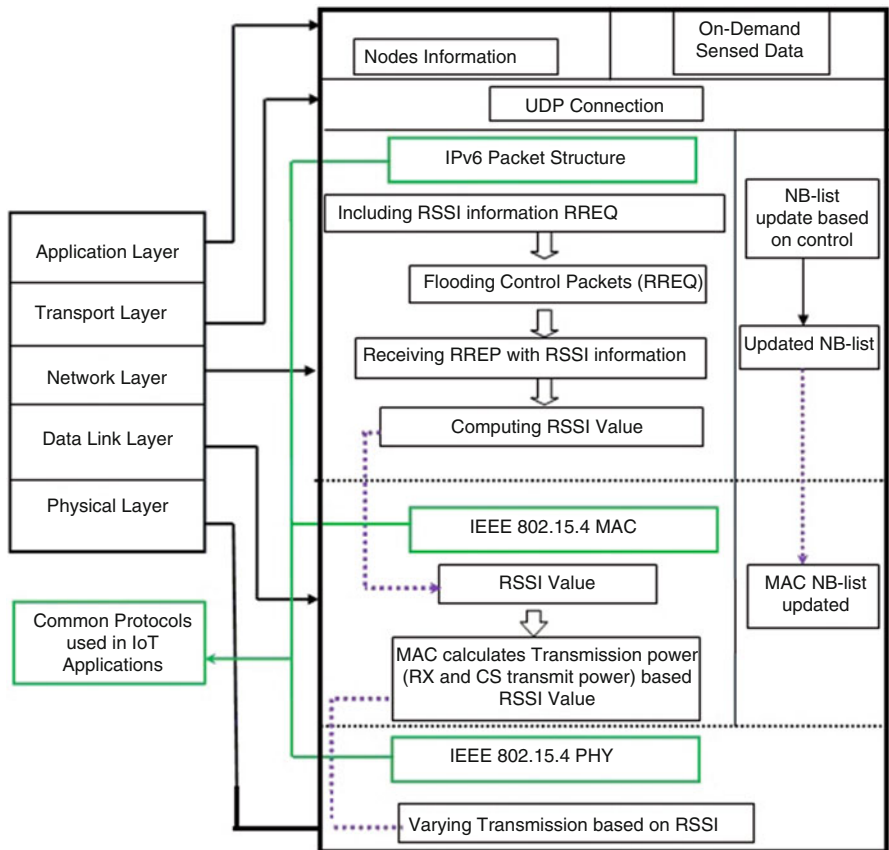 Nodes Information
On-Demand
Sensed Data
UDP Connection
IPv6 Packet Structure
Including RSSI information RREQ
Flooding Control Packets (RREQ)
Receiving RREP with RSSI information
Computing RSSI Value
NB-list
update based
on control
Updated NB-list
Application Layer
Transport Layer
Network Layer
Data Link Layer
Physical Layer
Common Protocols
used in IoT
Applications
IEEE 802.15.4 MAC
RSSI Value
MAC calculates Transmission power
(RX and CS transmit power) based
RSSI Value
MAC NB-list
updated
IEEE 802.15.4 PHY
Varying Transmission based on RSSI